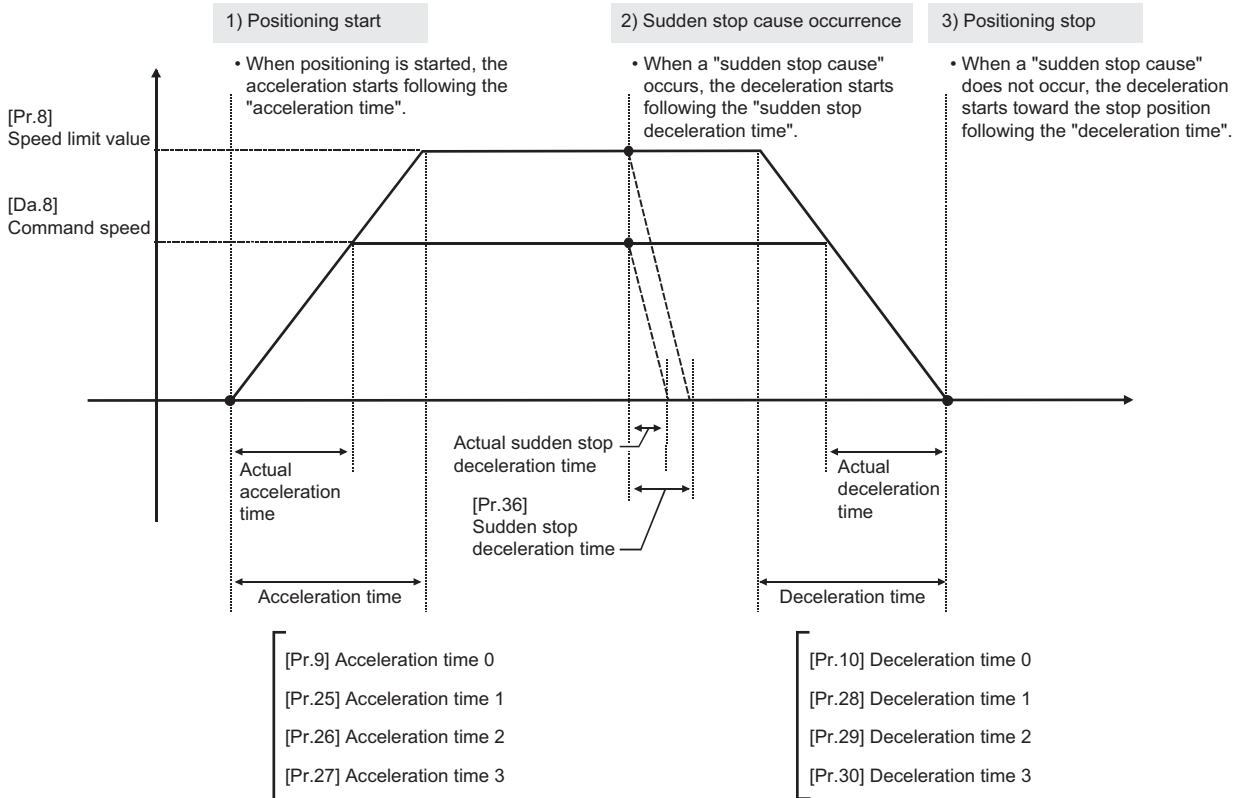 1) Positioning start
2) Sudden stop cause occurrence
3) Positioning stop
• When positioning is started, the
acceleration starts following the
"acceleration time".
• When a "sudden stop cause"
occurs, the deceleration starts
following the "sudden stop
deceleration time".
• When a "sudden stop cause"
does not occur, the deceleration
starts toward the stop position
following the "deceleration time".
[Pr.8]
Speed limit value
[Da.8]
Command speed
Actual
acceleration
time
Actual sudden stop
deceleration time
[Pr.36]
Sudden stop
deceleration time
Actual
deceleration
time
Acceleration time
Deceleration time
[Pr.9] Acceleration time 0
[Pr.25] Acceleration time 1
[Pr.26] Acceleration time 2
[Pr.27] Acceleration time 3
[Pr.10] Deceleration time 0
[Pr.28] Deceleration time 1
[Pr.29] Deceleration time 2
[Pr.30] Deceleration time 3